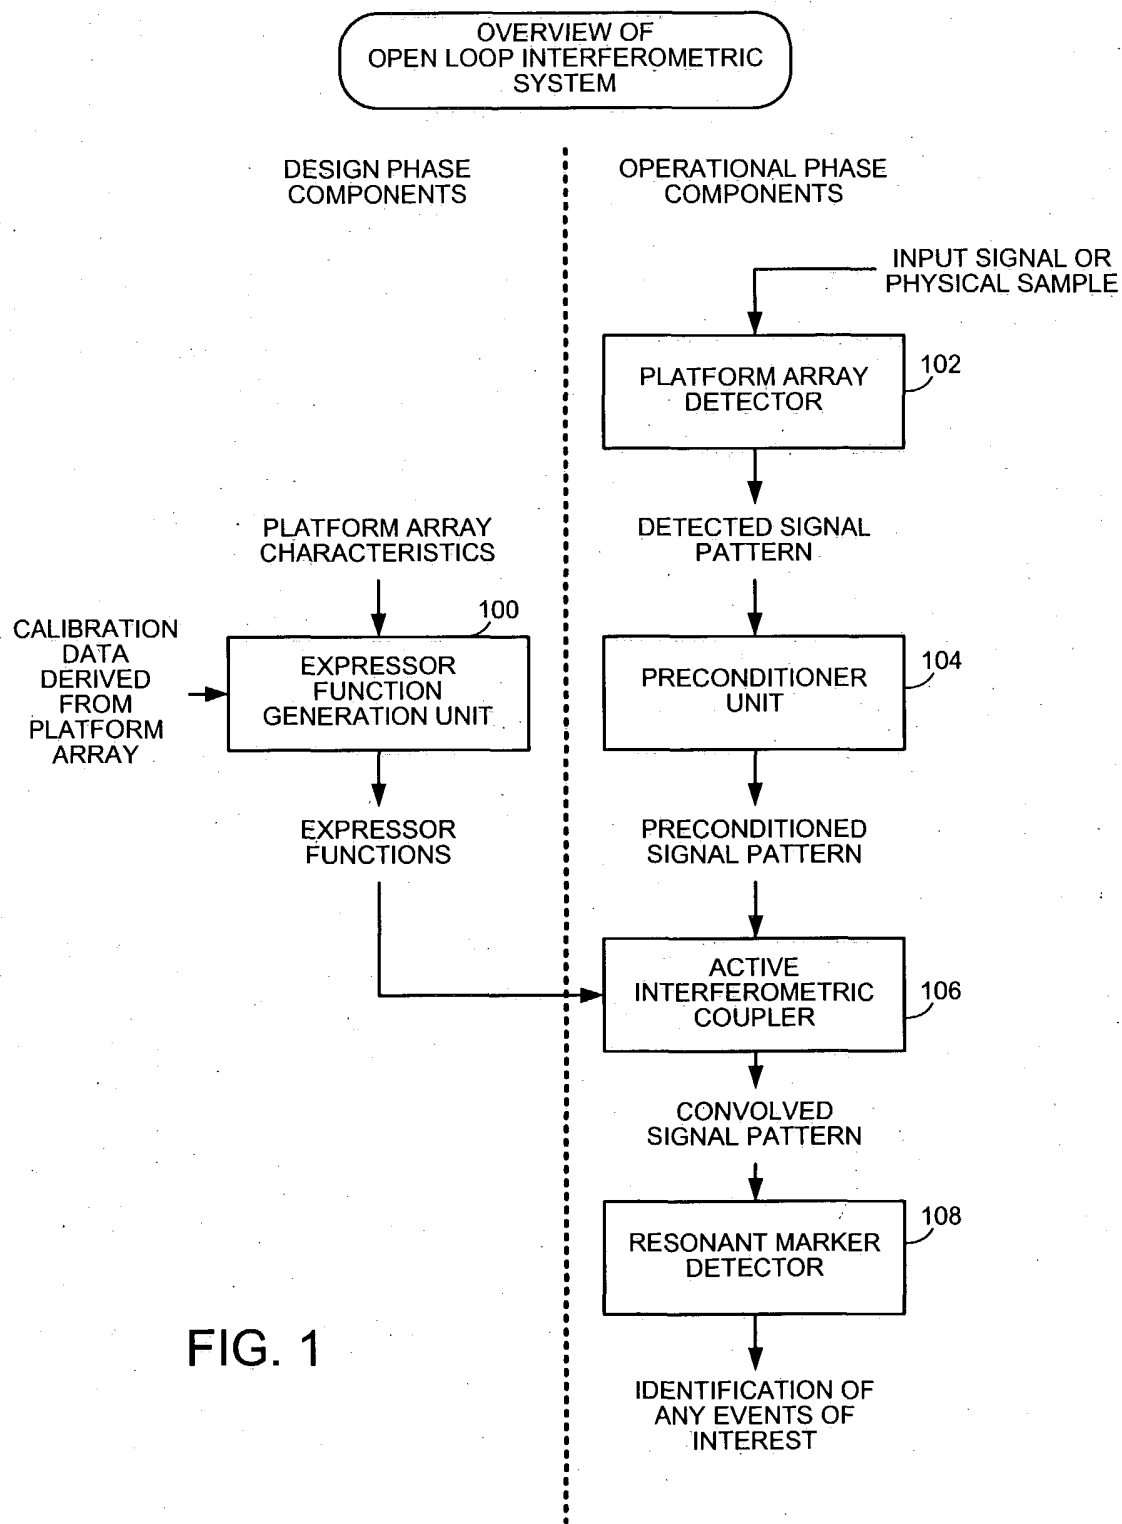 OVERVIEW OF
OPEN LOOP INTERFEROMETRIC
SYSTEM
DESIGN PHASE
COMPONENTS
OPERATIONAL PHASE
COMPONENTS
INPUT SIGNAL OR
PHYSICAL SAMPLE
PLATFORM ARRAY
DETECTOR
102
DETECTED SIGNAL
PATTERN
PLATFORM ARRAY
CHARACTERISTICS
CALIBRATION
DATA
DERIVED
FROM
PLATFORM
ARRAY
100
EXPRESSOR
FUNCTION
GENERATION UNIT
PRECONDITIONER
UNIT
104
EXPRESSOR
FUNCTIONS
PRECONDITIONED
SIGNAL PATTERN
ACTIVE
INTERFEROMETRIC
COUPLER
106
CONVOLVED
SIGNAL PATTERN
RESONANT MARKER
DETECTOR
108
IDENTIFICATION OF
ANY EVENTS OF
INTEREST
FIG. 1